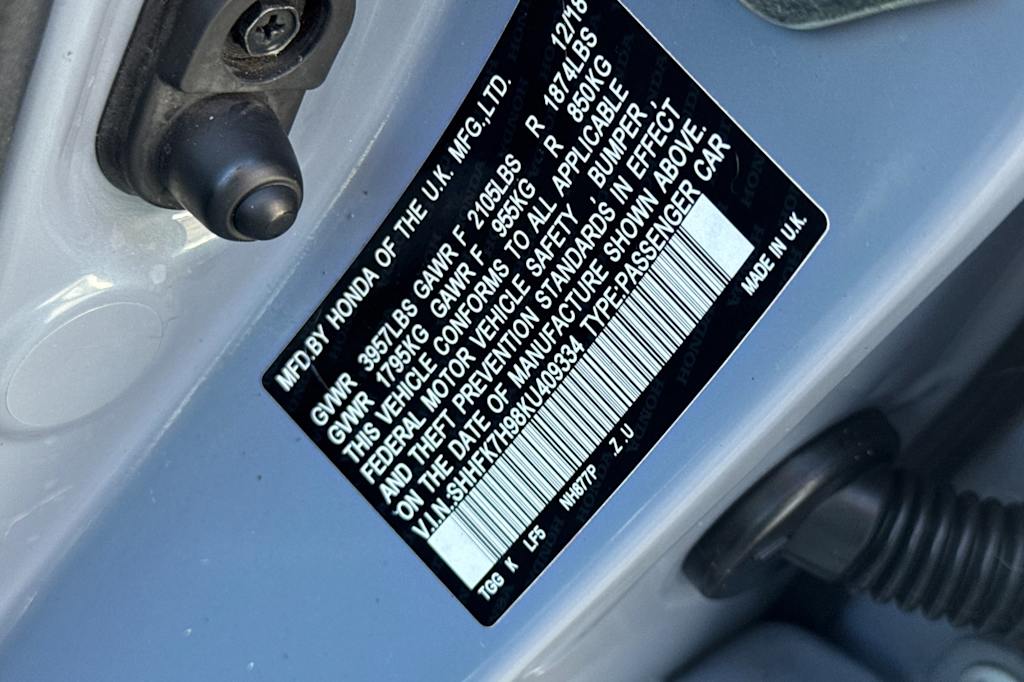 MFD.BY HONDA OF THE U.K. MFG.,LTD. 12/18
GVWR 3957LBS GAWR F 2105LBS R 1874LBS
GVWR 1795KG GAWR F 955KG R 850KG
THIS VEHICLE CONFORMS TO ALL APPLICABLE
FEDERAL MOTOR VEHICLE SAFETY , BUMPER ,
AND THEFT PREVENTION STANDARDS IN EFFECT
ON THE DATE OF MANUFACTURE SHOWN ABOVE.
V.I.N.SHHFK7H98KU409334 TYPE:PASSENGER CAR
TGG K LF5 NH877P .Z.U MADE IN U.K.